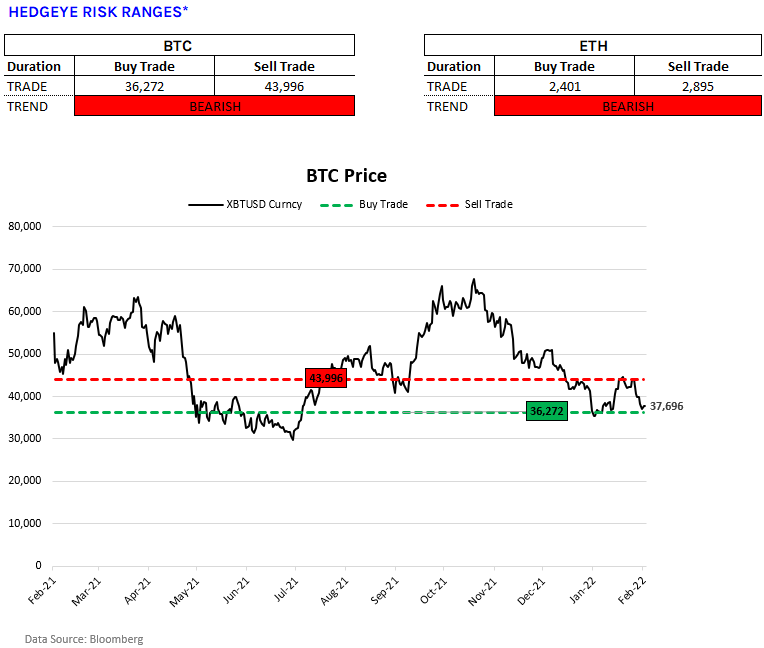 HEDGEYE RISK RANGES*
BTC
Duration Buy Trade Sell Trade
TRADE 36,272 43,996
TREND BEARISH
ETH
Duration Buy Trade Sell Trade
TRADE 2,401 2,895
TREND BEARISH
BTC Price
XBTUSD Curncy Buy Trade Sell Trade
80,000
70,000
60,000
50,000
40,000
30,000
20,000
10,000
0
43,996
36,272
37,696
Feb-21 Mar-21 Apr-21 May-21 Jun-21 Jul-21 Aug-21 Sep-21 Oct-21 Nov-21 Dec-21 Jan-22 Feb-22
Data Source: Bloomberg